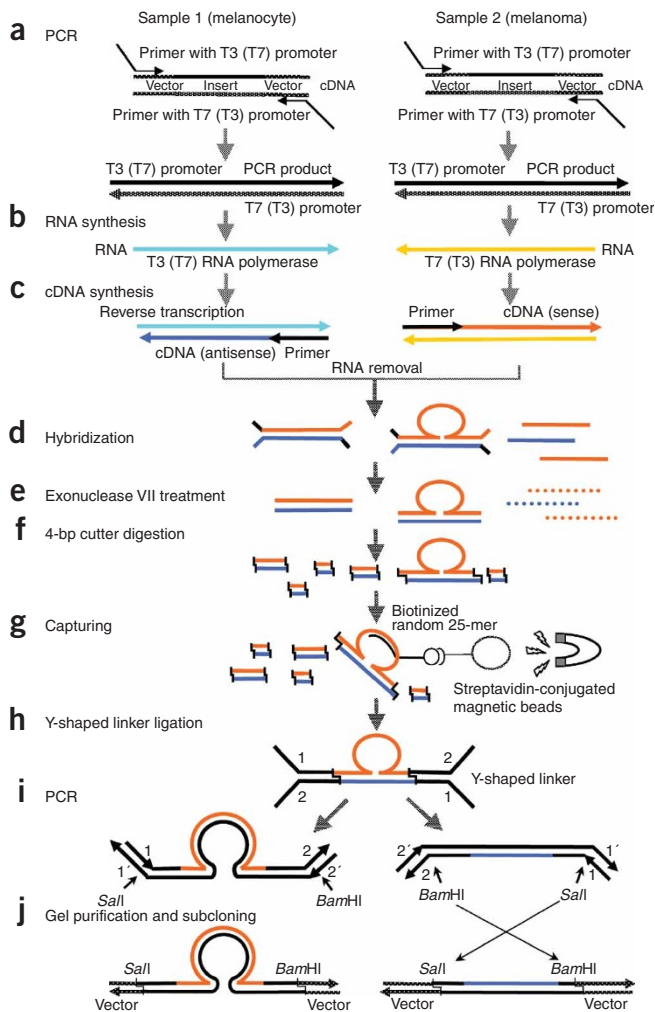 Sample 1 (melanocyte)
Sample 2 (melanoma)
a
PCR
Primer with T3 (T7) promoter
Vector Insert Vector cDNA
Primer with T7 (T3) promoter
T3 (T7) promoter PCR product
T7 (T3) promoter
Primer with T3 (T7) promoter
Vector Insert Vector cDNA
Primer with T7 (T3) promoter
T3 (T7) promoter PCR product
T7 (T3) promoter
b
RNA synthesis
RNA
T3 (T7) RNA polymerase
RNA
T7 (T3) RNA polymerase
c
cDNA synthesis
Reverse transcription
cDNA (antisense) Primer
Primer cDNA (sense)
RNA removal
d
Hybridization
e
Exonuclease VII treatment
f
4-bp cutter digestion
g
Capturing
Biotinized
random 25-mer
Streptavidin-conjugated
magnetic beads
h
Y-shaped linker ligation
1 2
2 1
Y-shaped linker
i
PCR
1 2
1´ 2´
SalI BamHI
2´ 1´
2 1
BamHI SalI
j
Gel purification and subcloning
SalI BamHI
Vector Vector
SalI BamHI
Vector Vector